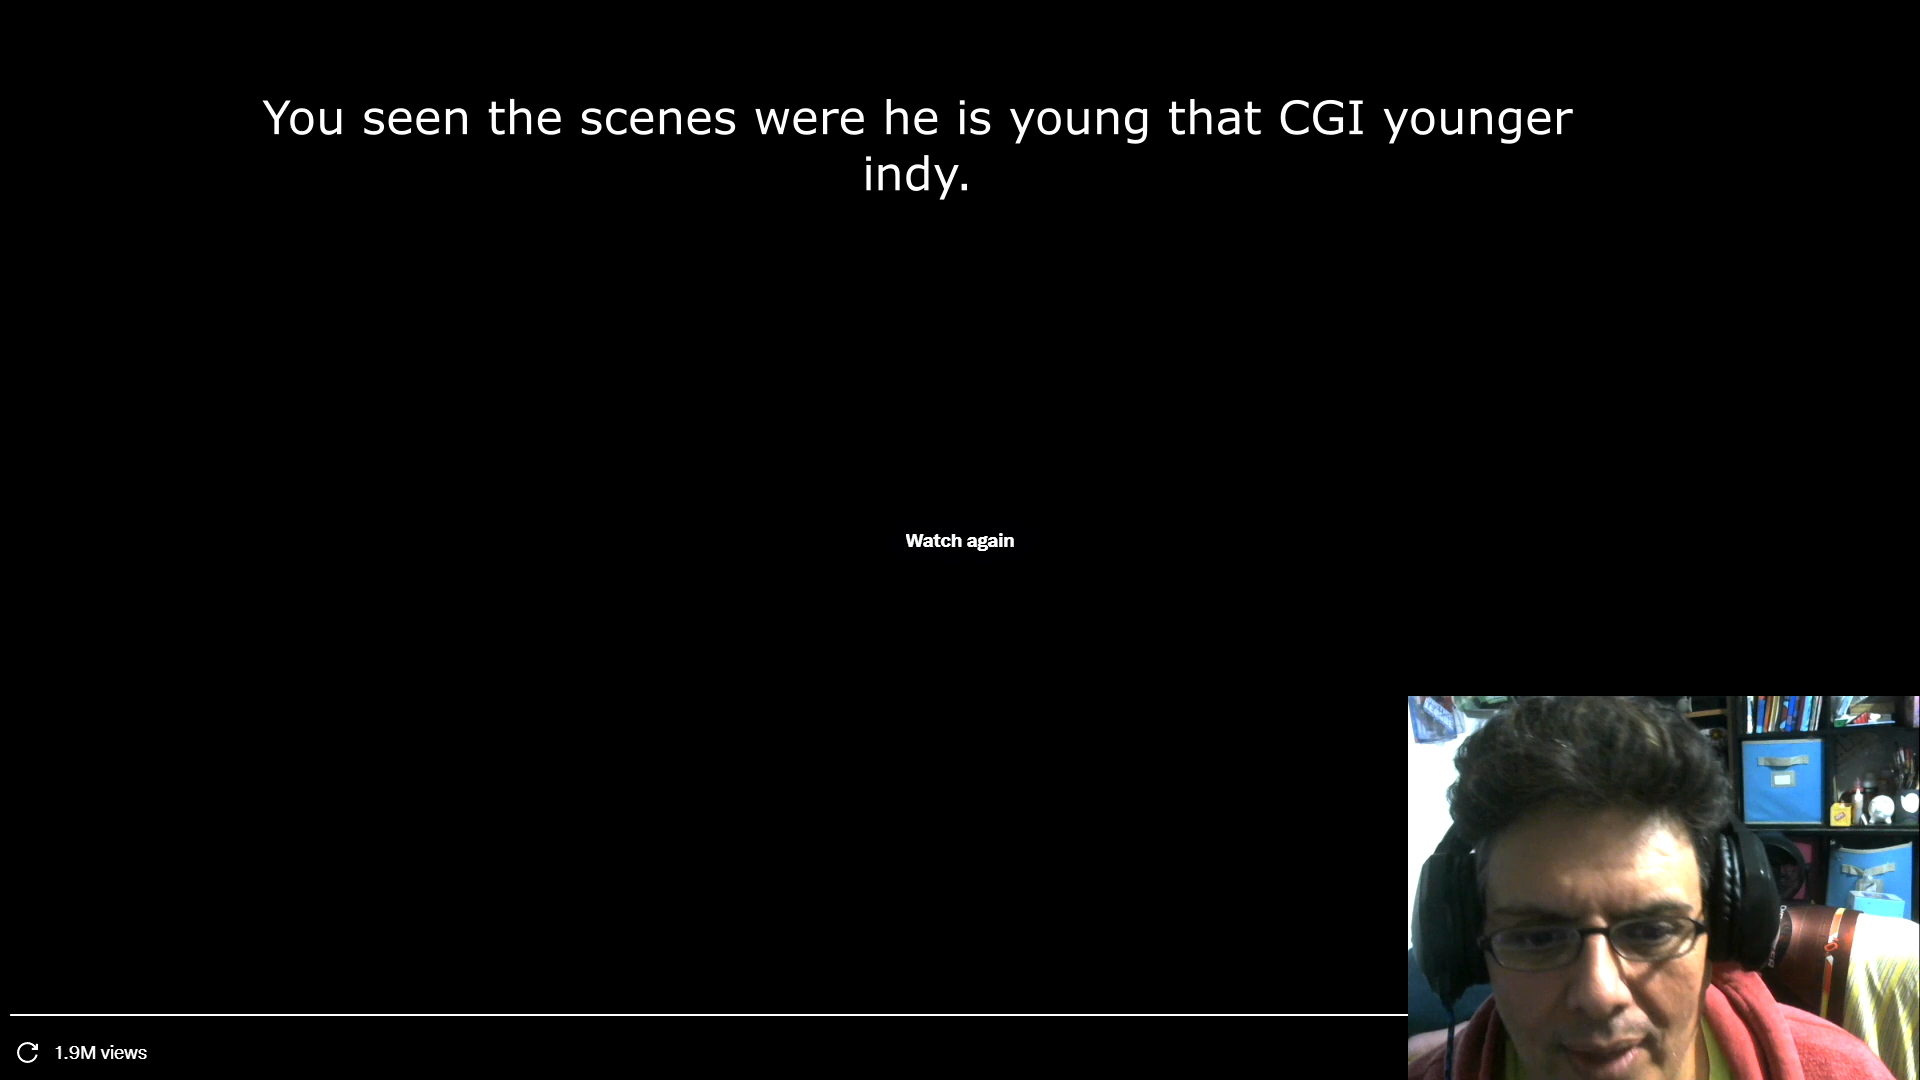 You seen the scenes were he is young that CGI younger
indy.
Watch again
1.9M views